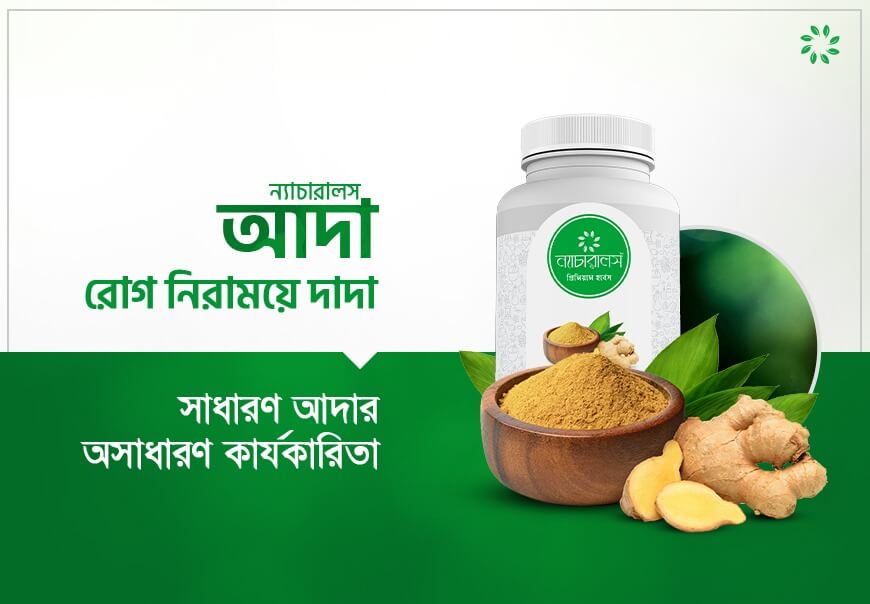 ন্যাচারালস
আদা
রোগ নিরাময়ে দাদা
সাধারণ আদার
অসাধারণ কার্যকারিতা
ন্যাচারালস
প্রিমিয়াম হার্বস